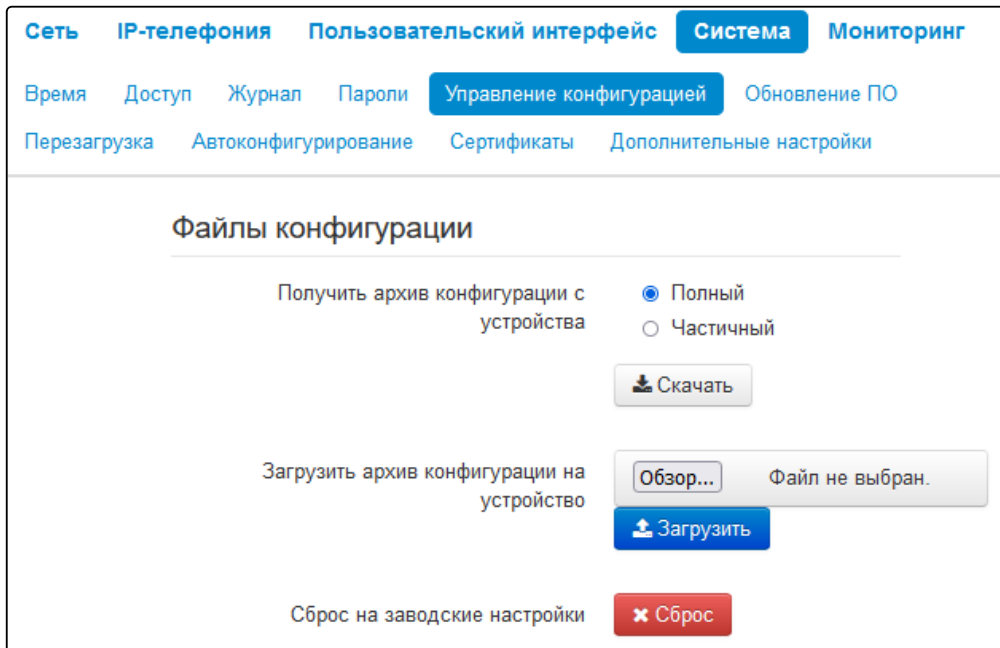 Сеть IP-телефония Пользовательский интерфейс Система Мониторинг
Время Доступ Журнал Пароли Управление конфигурацией Обновление ПО
Перезагрузка Автоконфигурирование Сертификаты Дополнительные настройки
Файлы конфигурации
Получить архив конфигурации с устройства
Полный
Частичный
Скачать
Загрузить архив конфигурации на устройство
Обзор... Файл не выбран.
Загрузить
Сброс на заводские настройки Сброс